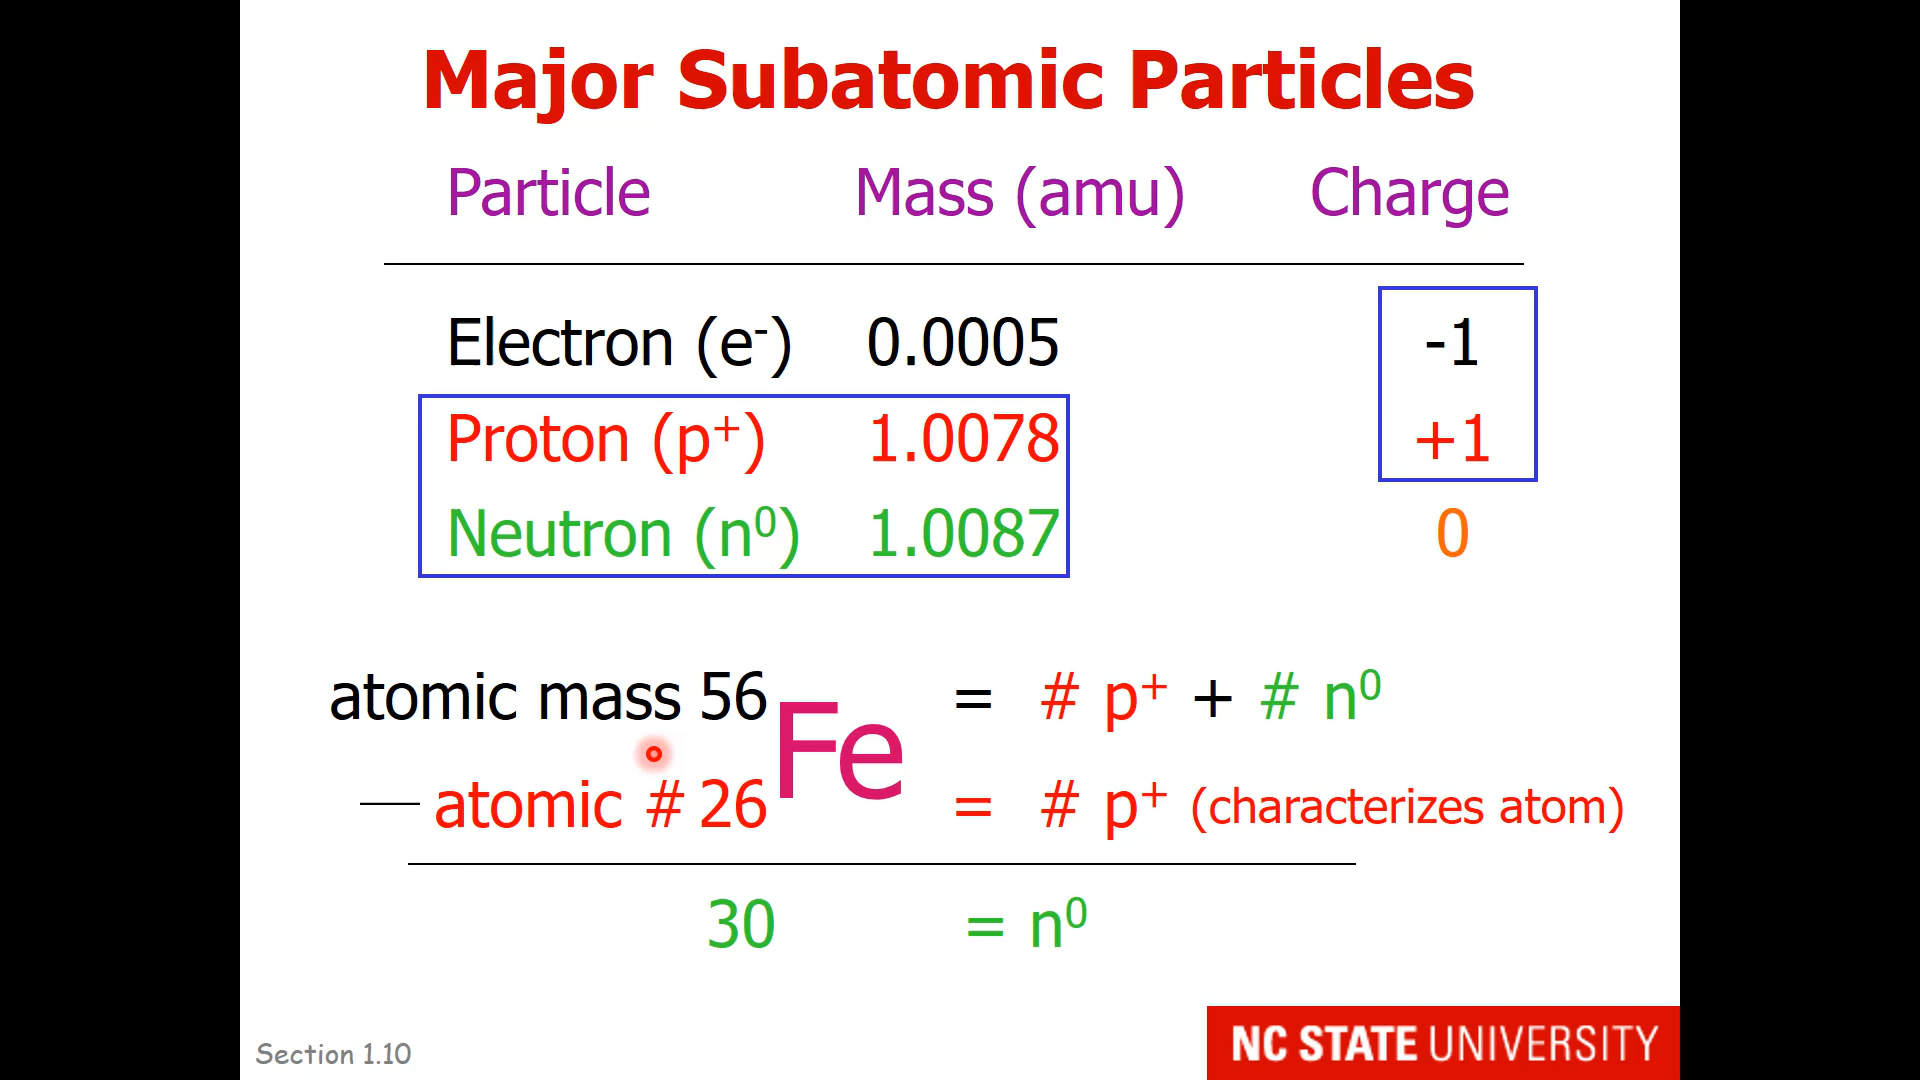 Major Subatomic Particles
Particle Mass (amu) Charge
Electron (e⁻) 0.0005 -1
Proton (p⁺) 1.0078 +1
Neutron (n⁰) 1.0087 0
atomic mass 56 = # p⁺ + # n⁰
Fe
— atomic # 26 = # p⁺ (characterizes atom)
30 = n⁰
Section 1.10
NC STATE UNIVERSITY